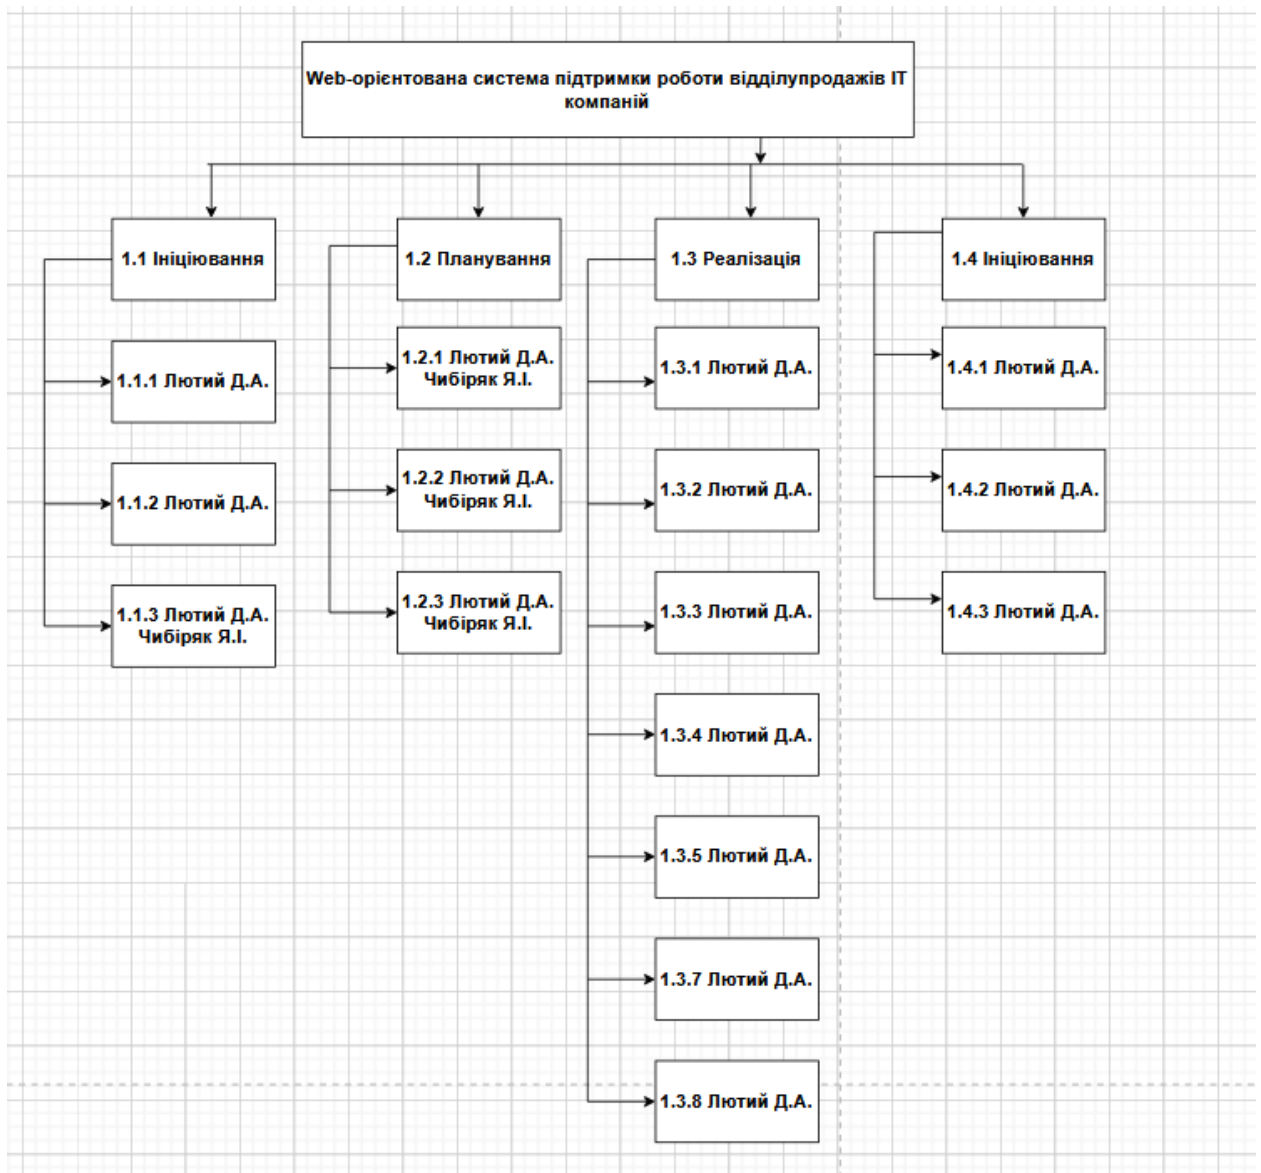 Web-орієнтована система підтримки роботи відділупродажів ІТ
компаній
1.1 Ініціювання
1.2 Планування
1.3 Реалізація
1.4 Ініціювання
1.1.1 Лютий Д.А.
1.1.2 Лютий Д.А.
1.1.3 Лютий Д.А.
Чибіряк Я.І.
1.2.1 Лютий Д.А.
Чибіряк Я.І.
1.2.2 Лютий Д.А.
Чибіряк Я.І.
1.2.3 Лютий Д.А.
Чибіряк Я.І.
1.3.1 Лютий Д.А.
1.3.2 Лютий Д.А.
1.3.3 Лютий Д.А.
1.3.4 Лютий Д.А.
1.3.5 Лютий Д.А.
1.3.7 Лютий Д.А.
1.3.8 Лютий Д.А.
1.4.1 Лютий Д.А.
1.4.2 Лютий Д.А.
1.4.3 Лютий Д.А.